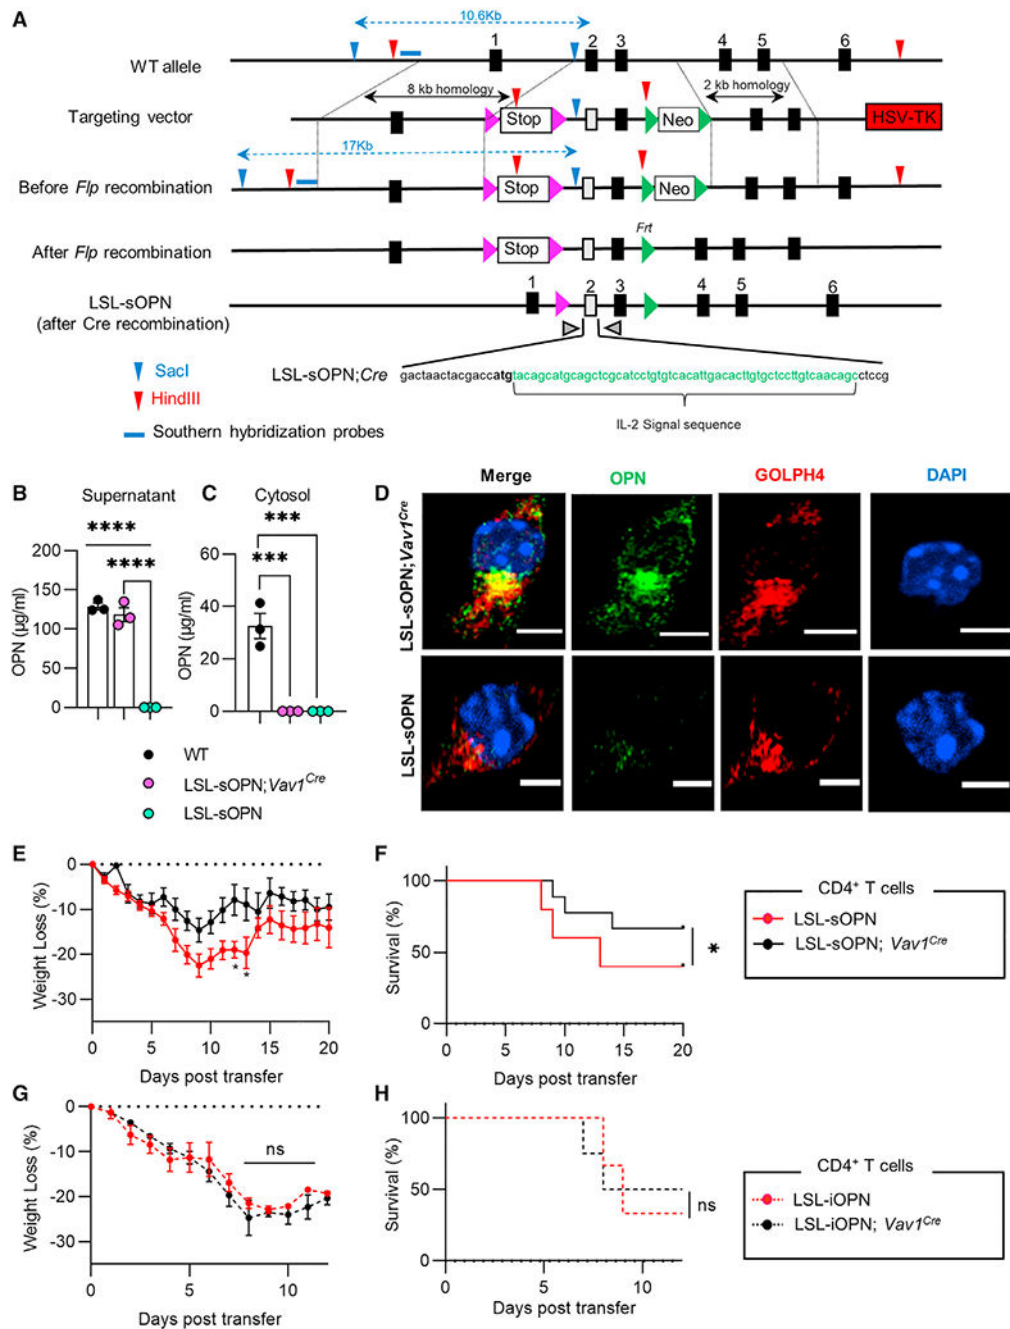 A
10.6Kb
1 2 3 4 5 6
WT allele
8 kb homology
2 kb homology
Targeting vector
Stop
Neo
HSV-TK
17Kb
Before Flp recombination
Stop
Neo
Frt
After Flp recombination
Stop
LSL-sOPN
(after Cre recombination)
1 2 3 4 5 6
SacI
HindIII
Southern hybridization probes
LSL-sOPN;Cre
gactaactacgaccatgtacagcatgcagctcgcatcctgtgtcacattgacacttgtgctccttgtcaacagcctccg
IL-2 Signal sequence
B
Supernatant
****
****
200
150
100
50
0
OPN (µg/ml)
C
Cytosol
***
***
60
40
20
0
OPN (µg/ml)
WT
LSL-sOPN;Vav1Cre
LSL-sOPN
D
Merge
OPN
GOLPH4
DAPI
LSL-sOPN;Vav1Cre
LSL-sOPN
E
0
-10
-20
-30
Weight Loss (%)
* *
0 5 10 15 20
Days post transfer
F
100
50
0
Survival (%)
*
0 5 10 15 20
Days post transfer
CD4+ T cells
LSL-sOPN
LSL-sOPN; Vav1Cre
G
0
-10
-20
-30
Weight Loss (%)
ns
0 5 10
Days post transfer
H
100
50
0
Survival (%)
ns
0 5 10
Days post transfer
CD4+ T cells
LSL-iOPN
LSL-iOPN; Vav1Cre